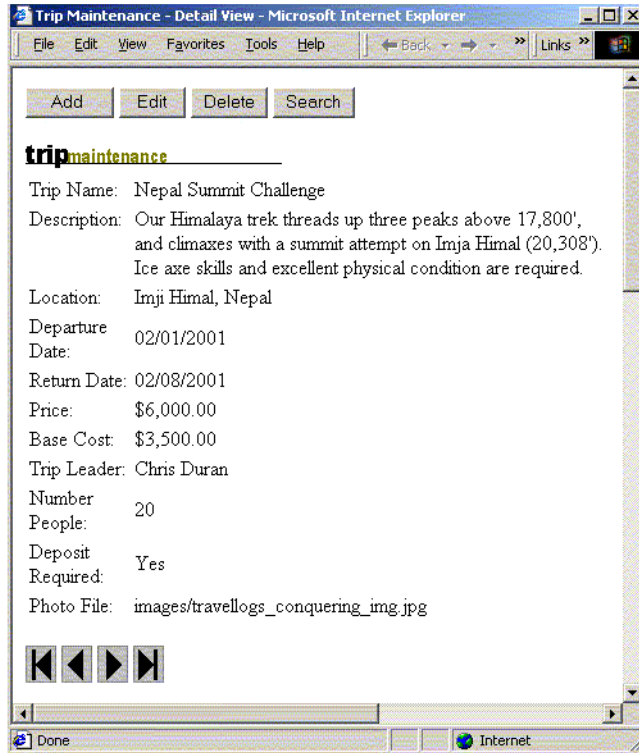 Trip Maintenance - Detail View - Microsoft Internet Explorer
File Edit View Favorites Tools Help Back » Links »
Add Edit Delete Search
tripmaintenance
Trip Name: Nepal Summit Challenge
Description: Our Himalaya trek threads up three peaks above 17,800',
and climaxes with a summit attempt on Imja Himal (20,308').
Ice axe skills and excellent physical condition are required.
Location: Imji Himal, Nepal
Departure
Date: 02/01/2001
Return Date: 02/08/2001
Price: $6,000.00
Base Cost: $3,500.00
Trip Leader: Chris Duran
Number
People: 20
Deposit
Required: Yes
Photo File: images/travellogs_conquering_img.jpg
Done Internet